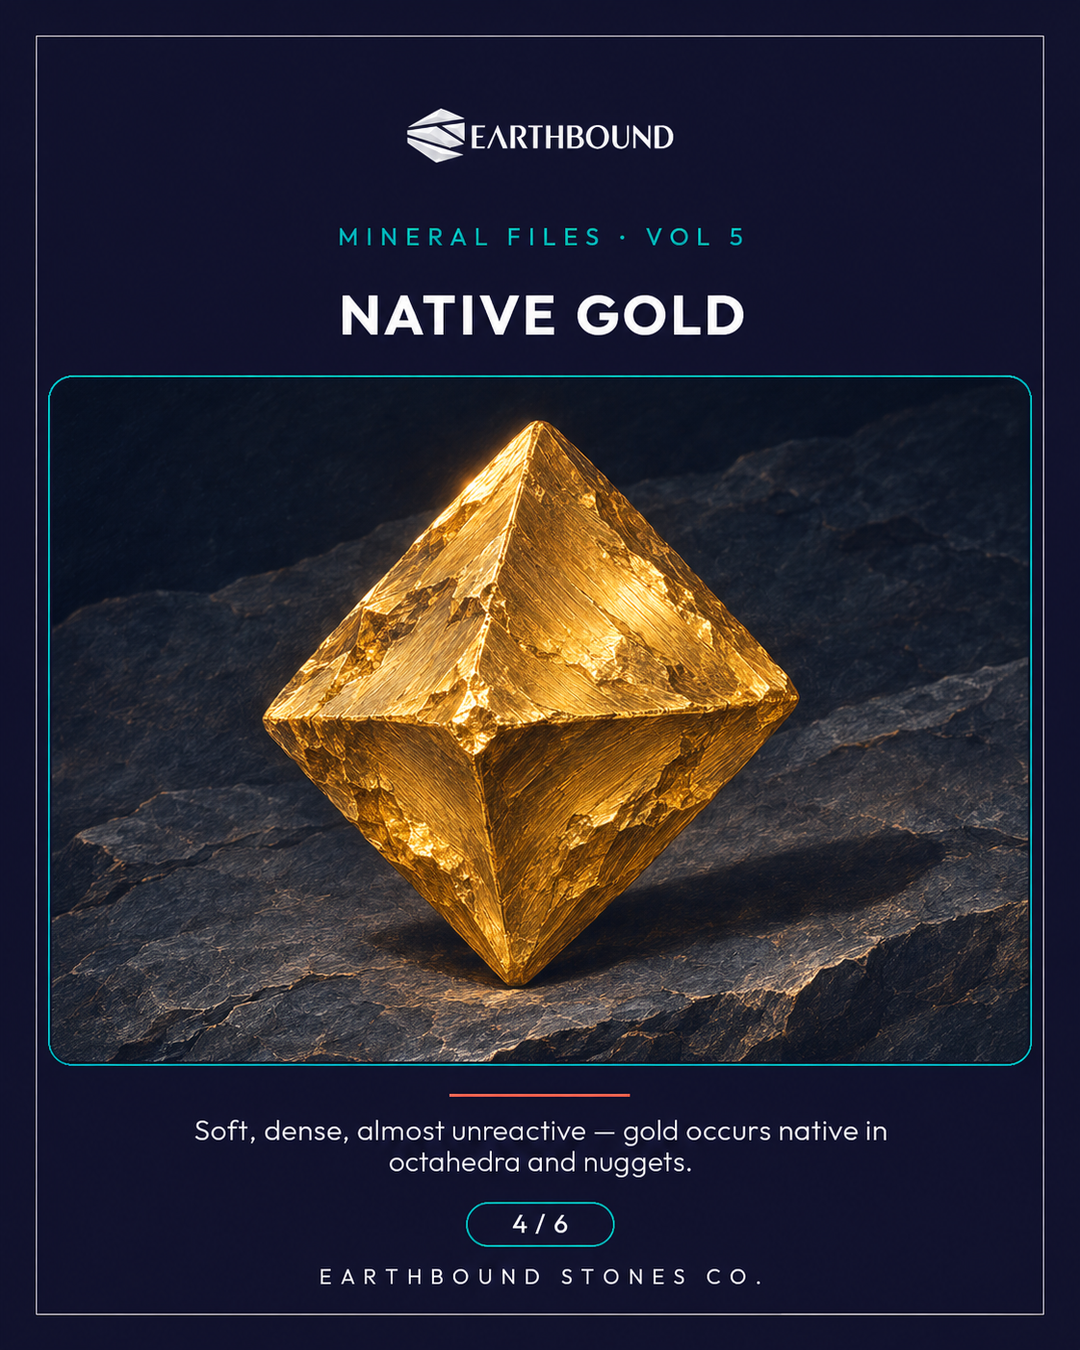 EARTHBOUND
MINERAL FILES · VOL 5
NATIVE GOLD
Soft, dense, almost unreactive — gold occurs native in
octahedra and nuggets.
4 / 6
EARTHBOUND STONES CO.